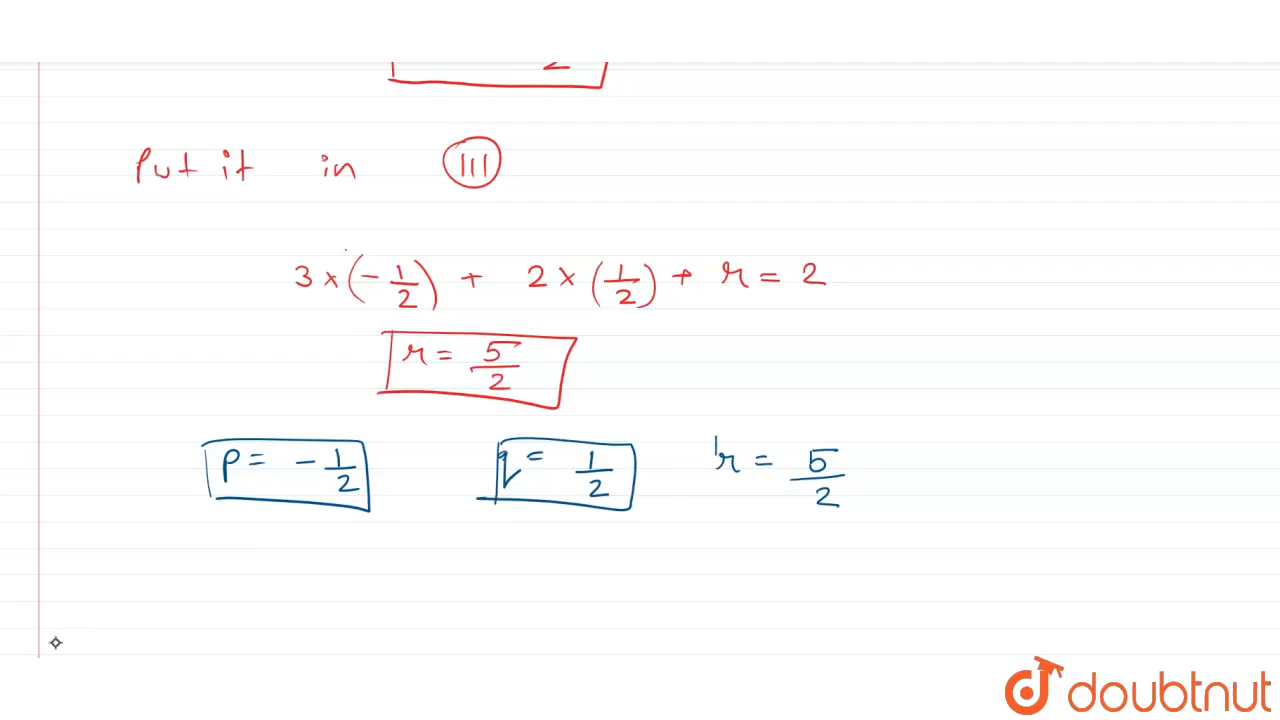 2
Put it in III
3 × (-1/2) + 2 × (1/2) + r = 2
r = 5/2
p = -1/2 q = 1/2 r = 5/2
doubtnut